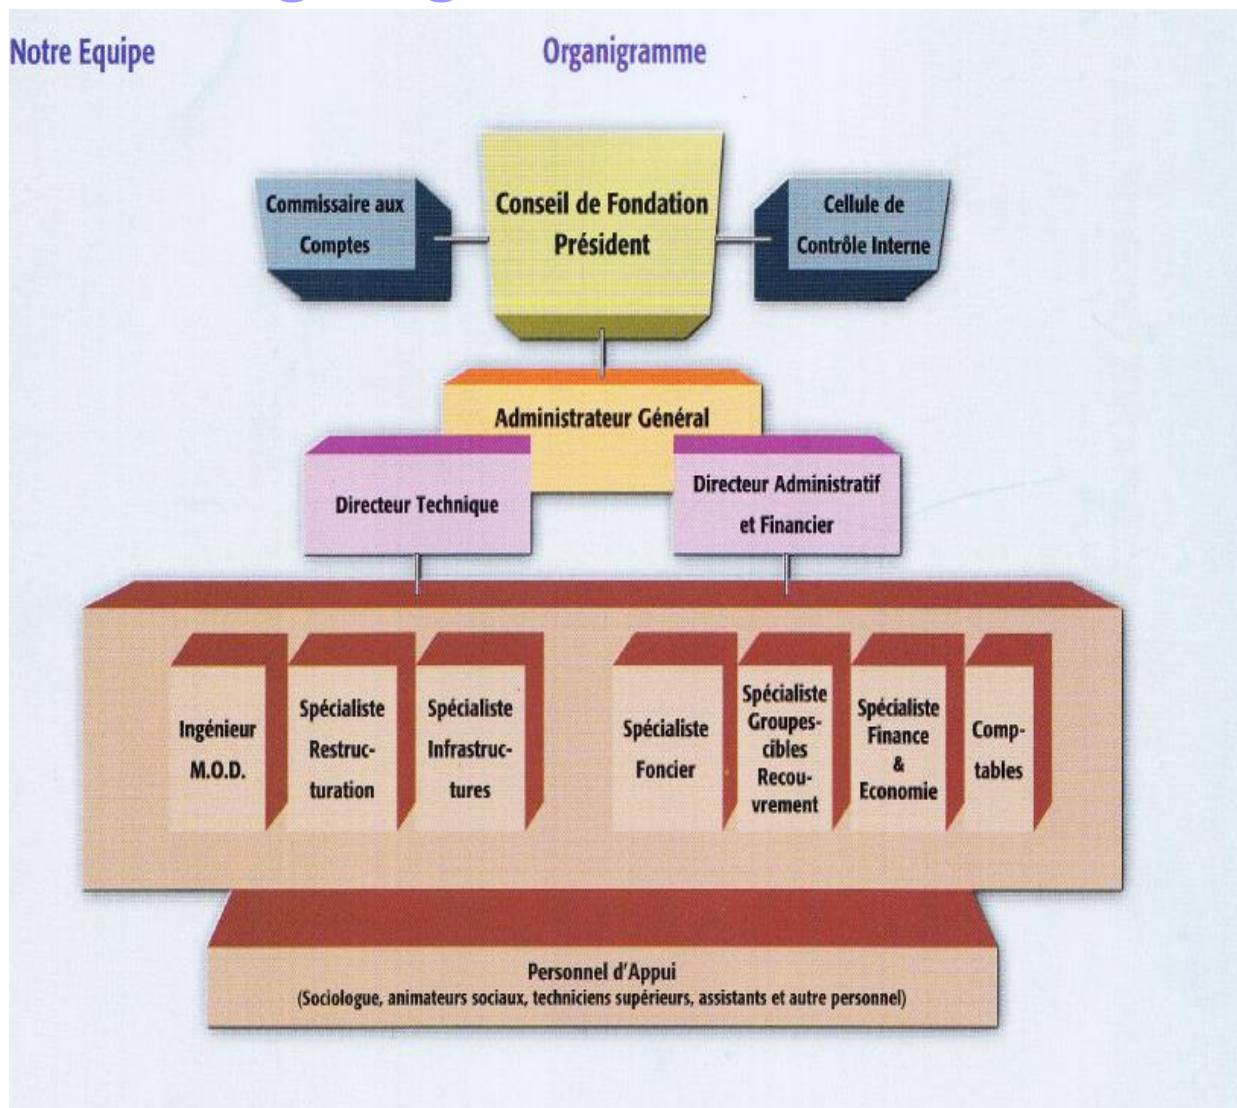 Notre Equipe
Organigramme
Commissaire aux
Comptes
Conseil de Fondation
Président
Cellule de
Contrôle Interne
Administrateur Général
Directeur Technique
Directeur Administratif
et Financier
Ingénieur
M.O.D.
Spécialiste
Restruc-
turation
Spécialiste
Infrastruc-
tures
Spécialiste
Foncier
Spécialiste
Groupes-
cibles
Recou-
vrement
Spécialiste
Finance
&
Economie
Comp-
tables
Personnel d'Appui
(Sociologue, animateurs sociaux, techniciens supérieurs, assistants et autre personnel)